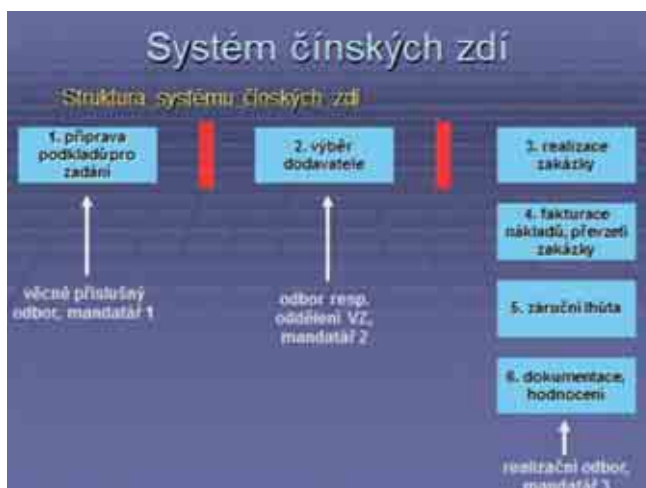 Systém čínských zdí
Struktura systému čínských zdí
1. příprava
podkladů pro
zadání
2. výběr
dodavatele
3. realizace
zakázky
4. fakturace
nákladů, převzetí
zakázky
věcně příslušný
odbor, mandatář 1
odbor resp.
oddělení VZ,
mandatář 2
5. záruční lhůta
6. dokumentace,
hodnocení
realizační odbor,
mandatář 3